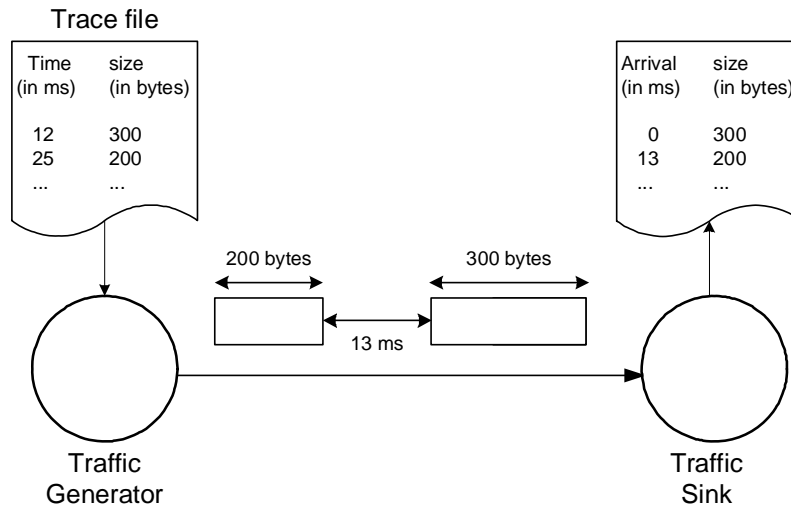 Trace file
Time size
(in ms) (in bytes)
12 300
25 200
... ...
Arrival size
(in ms) (in bytes)
0 300
13 200
... ...
200 bytes
300 bytes
13 ms
Traffic
Generator
Traffic
Sink